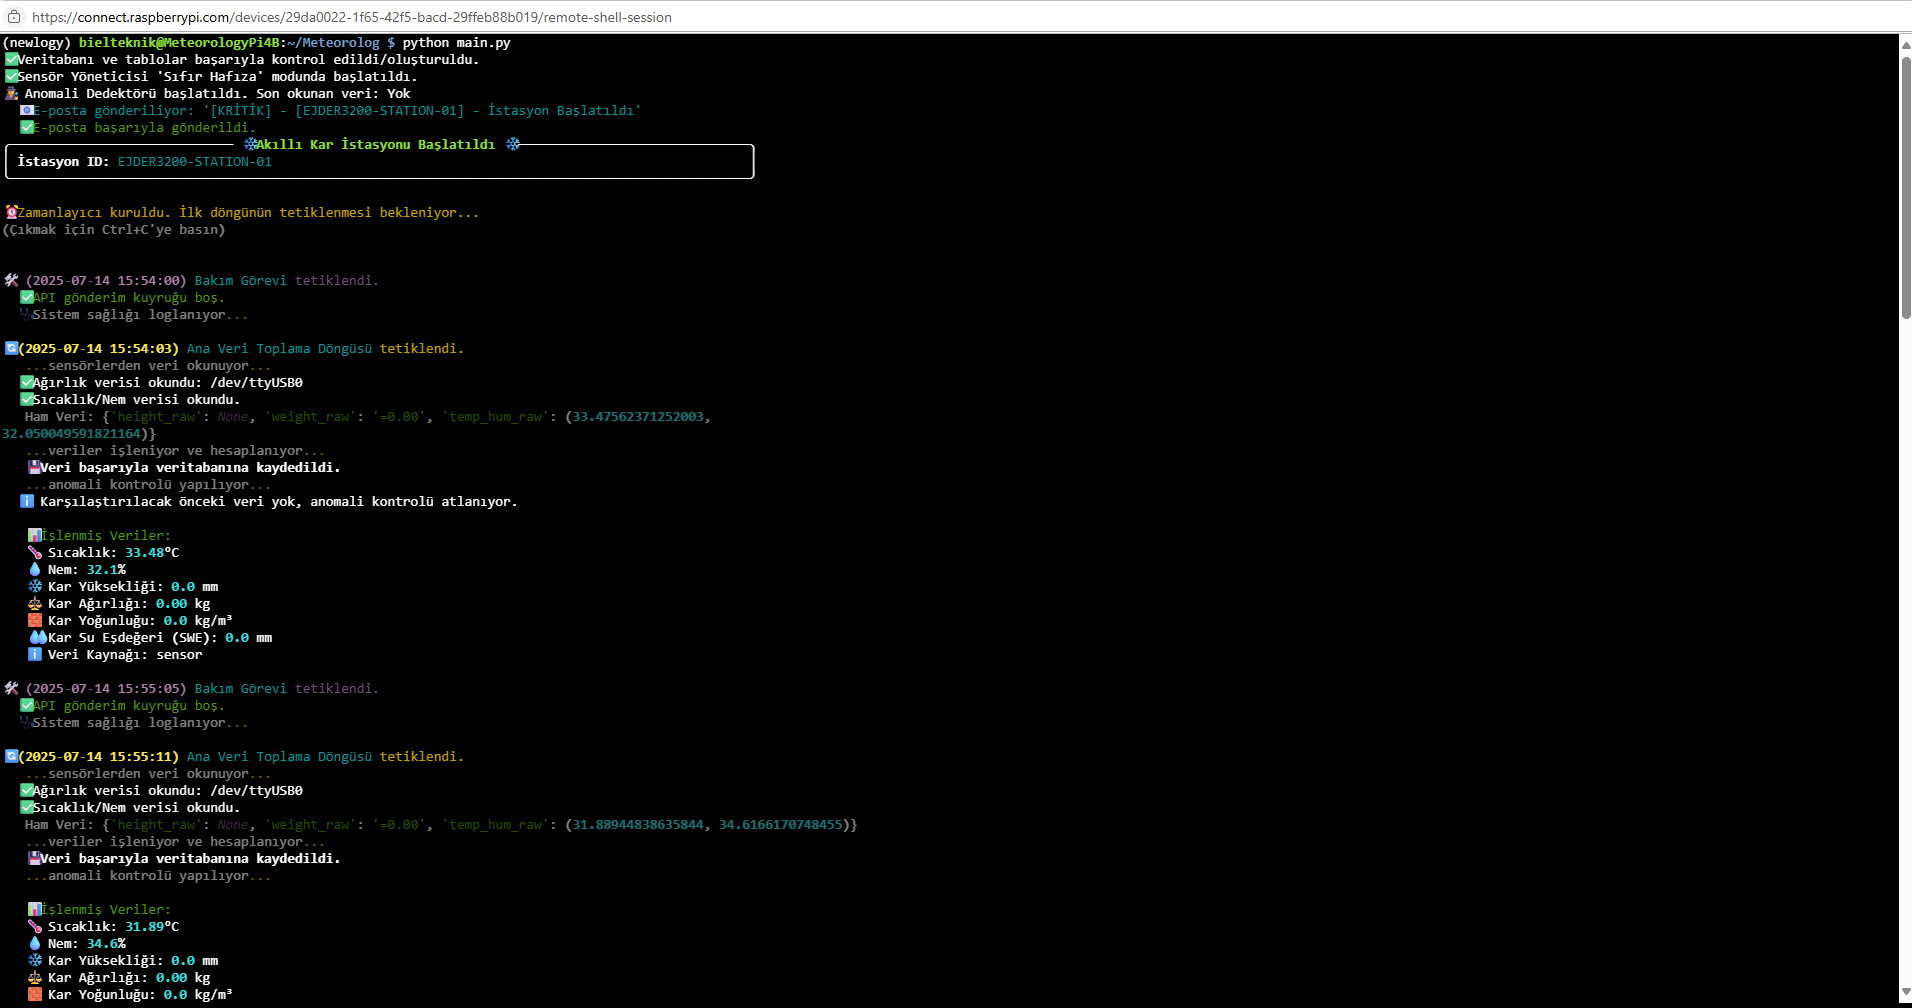 https://connect.raspberrypi.com/devices/29da0022-1f65-42f5-bacd-29ffeb88b019/remote-shell-session
(newlogy) bielteknik@MeteorologyPi4B:~/Meteorolog $ python main.py
✅Veritabanı ve tablolar başarıyla kontrol edildi/oluşturuldu.
✅Sensör Yöneticisi 'Sıfır Hafıza' modunda başlatıldı.
Anomali Dedektörü başlatıldı. Son okunan veri: Yok
📧E-posta gönderiliyor: '[KRİTİK] - [EJDER3200-STATION-01] - İstasyon Başlatıldı'
✅E-posta başarıyla gönderildi.
❄️Akıllı Kar İstasyonu Başlatıldı ❄️
İstasyon ID: EJDER3200-STATION-01
⏰Zamanlayıcı kuruldu. İlk döngünün tetiklenmesi bekleniyor...
(Çıkmak için Ctrl+C'ye basın)
🛠️ (2025-07-14 15:54:00) Bakım Görevi tetiklendi.
✅API gönderim kuyruğu boş.
🩺Sistem sağlığı loglanıyor...
🔄(2025-07-14 15:54:03) Ana Veri Toplama Döngüsü tetiklendi.
...sensörlerden veri okunuyor...
✅Ağırlık verisi okundu: /dev/ttyUSB0
✅Sıcaklık/Nem verisi okundu.
Ham Veri: {'height_raw': None, 'weight_raw': '=0.00', 'temp_hum_raw': (33.47562371252003,
32.050049591821164)}
...veriler işleniyor ve hesaplanıyor...
💾Veri başarıyla veritabanına kaydedildi.
...anomali kontrolü yapılıyor...
ℹ️ Karşılaştırılacak önceki veri yok, anomali kontrolü atlanıyor.
📊İşlenmiş Veriler:
🌡️ Sıcaklık: 33.48°C
💧 Nem: 32.1%
❄️ Kar Yüksekliği: 0.0 mm
⚖️ Kar Ağırlığı: 0.00 kg
🧱 Kar Yoğunluğu: 0.0 kg/m³
💧Kar Su Eşdeğeri (SWE): 0.0 mm
ℹ️ Veri Kaynağı: sensor
🛠️ (2025-07-14 15:55:05) Bakım Görevi tetiklendi.
✅API gönderim kuyruğu boş.
🩺Sistem sağlığı loglanıyor...
🔄(2025-07-14 15:55:11) Ana Veri Toplama Döngüsü tetiklendi.
...sensörlerden veri okunuyor...
✅Ağırlık verisi okundu: /dev/ttyUSB0
✅Sıcaklık/Nem verisi okundu.
Ham Veri: {'height_raw': None, 'weight_raw': '=0.00', 'temp_hum_raw': (31.88944838635844, 34.6166170748455)}
...veriler işleniyor ve hesaplanıyor...
💾Veri başarıyla veritabanına kaydedildi.
...anomali kontrolü yapılıyor...
📊İşlenmiş Veriler:
🌡️ Sıcaklık: 31.89°C
💧 Nem: 34.6%
❄️ Kar Yüksekliği: 0.0 mm
⚖️ Kar Ağırlığı: 0.00 kg
🧱 Kar Yoğunluğu: 0.0 kg/m³